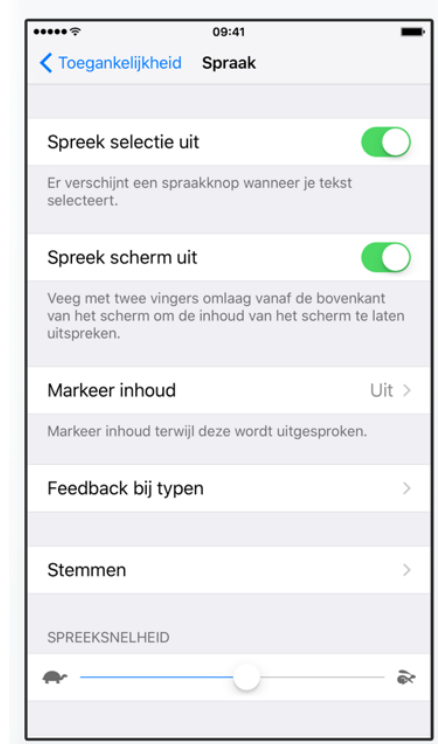 09:41
Toegankelijkheid Spraak
Spreek selectie uit
Er verschijnt een spraakknop wanneer je tekst
selecteert.
Spreek scherm uit
Veeg met twee vingers omlaag vanaf de bovenkant
van het scherm om de inhoud van het scherm te laten
uitspreken.
Markeer inhoud Uit
Markeer inhoud terwijl deze wordt uitgesproken.
Feedback bij typen
Stemmen
SPREEKSNELHEID